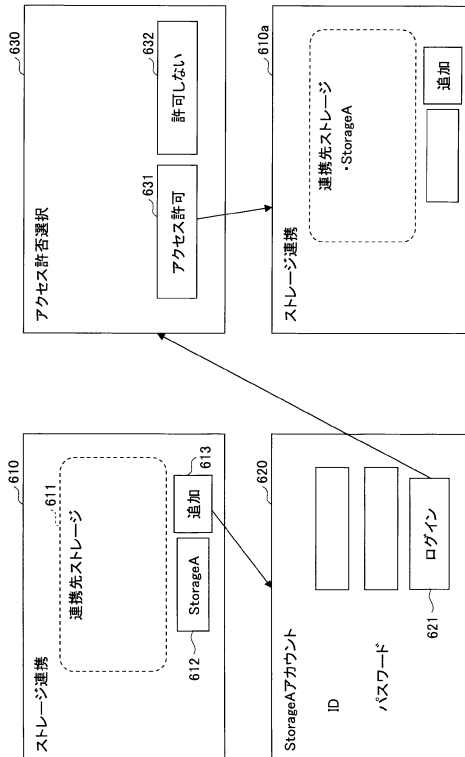 610
ストレージ連携
611
連携先ストレージ
StorageA
612
追加
613
620
StorageAアカウント
ID
パスワード
ログイン
621
630
アクセス許否選択
アクセス許可
631
許可しない
632
610a
ストレージ連携
連携先ストレージ
・StorageA
追加